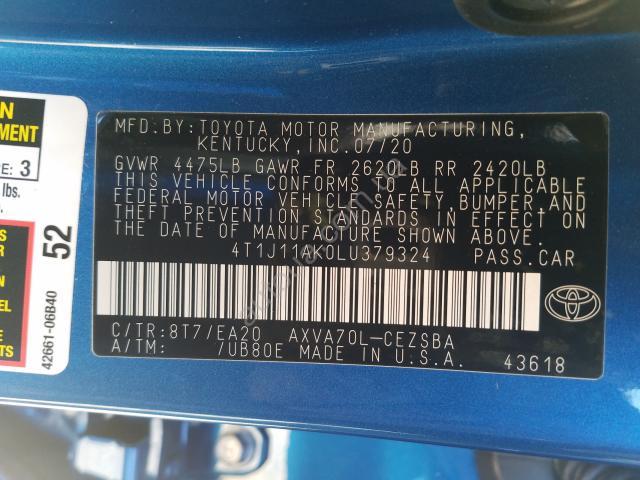 N
EMENT
E: 3
lbs.
52
42661-06B40
MFD.BY:TOYOTA MOTOR MANUFACTURING,
KENTUCKY,INC.07/20
GVWR 4475LB GAWR FR 2620LB RR 2420LB
THIS VEHICLE CONFORMS TO ALL APPLICABLE
FEDERAL MOTOR VEHICLE SAFETY,BUMPER,AND
THEFT PREVENTION STANDARDS IN EFFECT ON
THE DATE OF MANUFACTURE SHOWN ABOVE.
4T1J11AK0LU379324 PASS.CAR
C/TR:8T7/EA20 AXVA70L-CEZSBA
A/TM: /UB80E MADE IN U.S.A. 43618